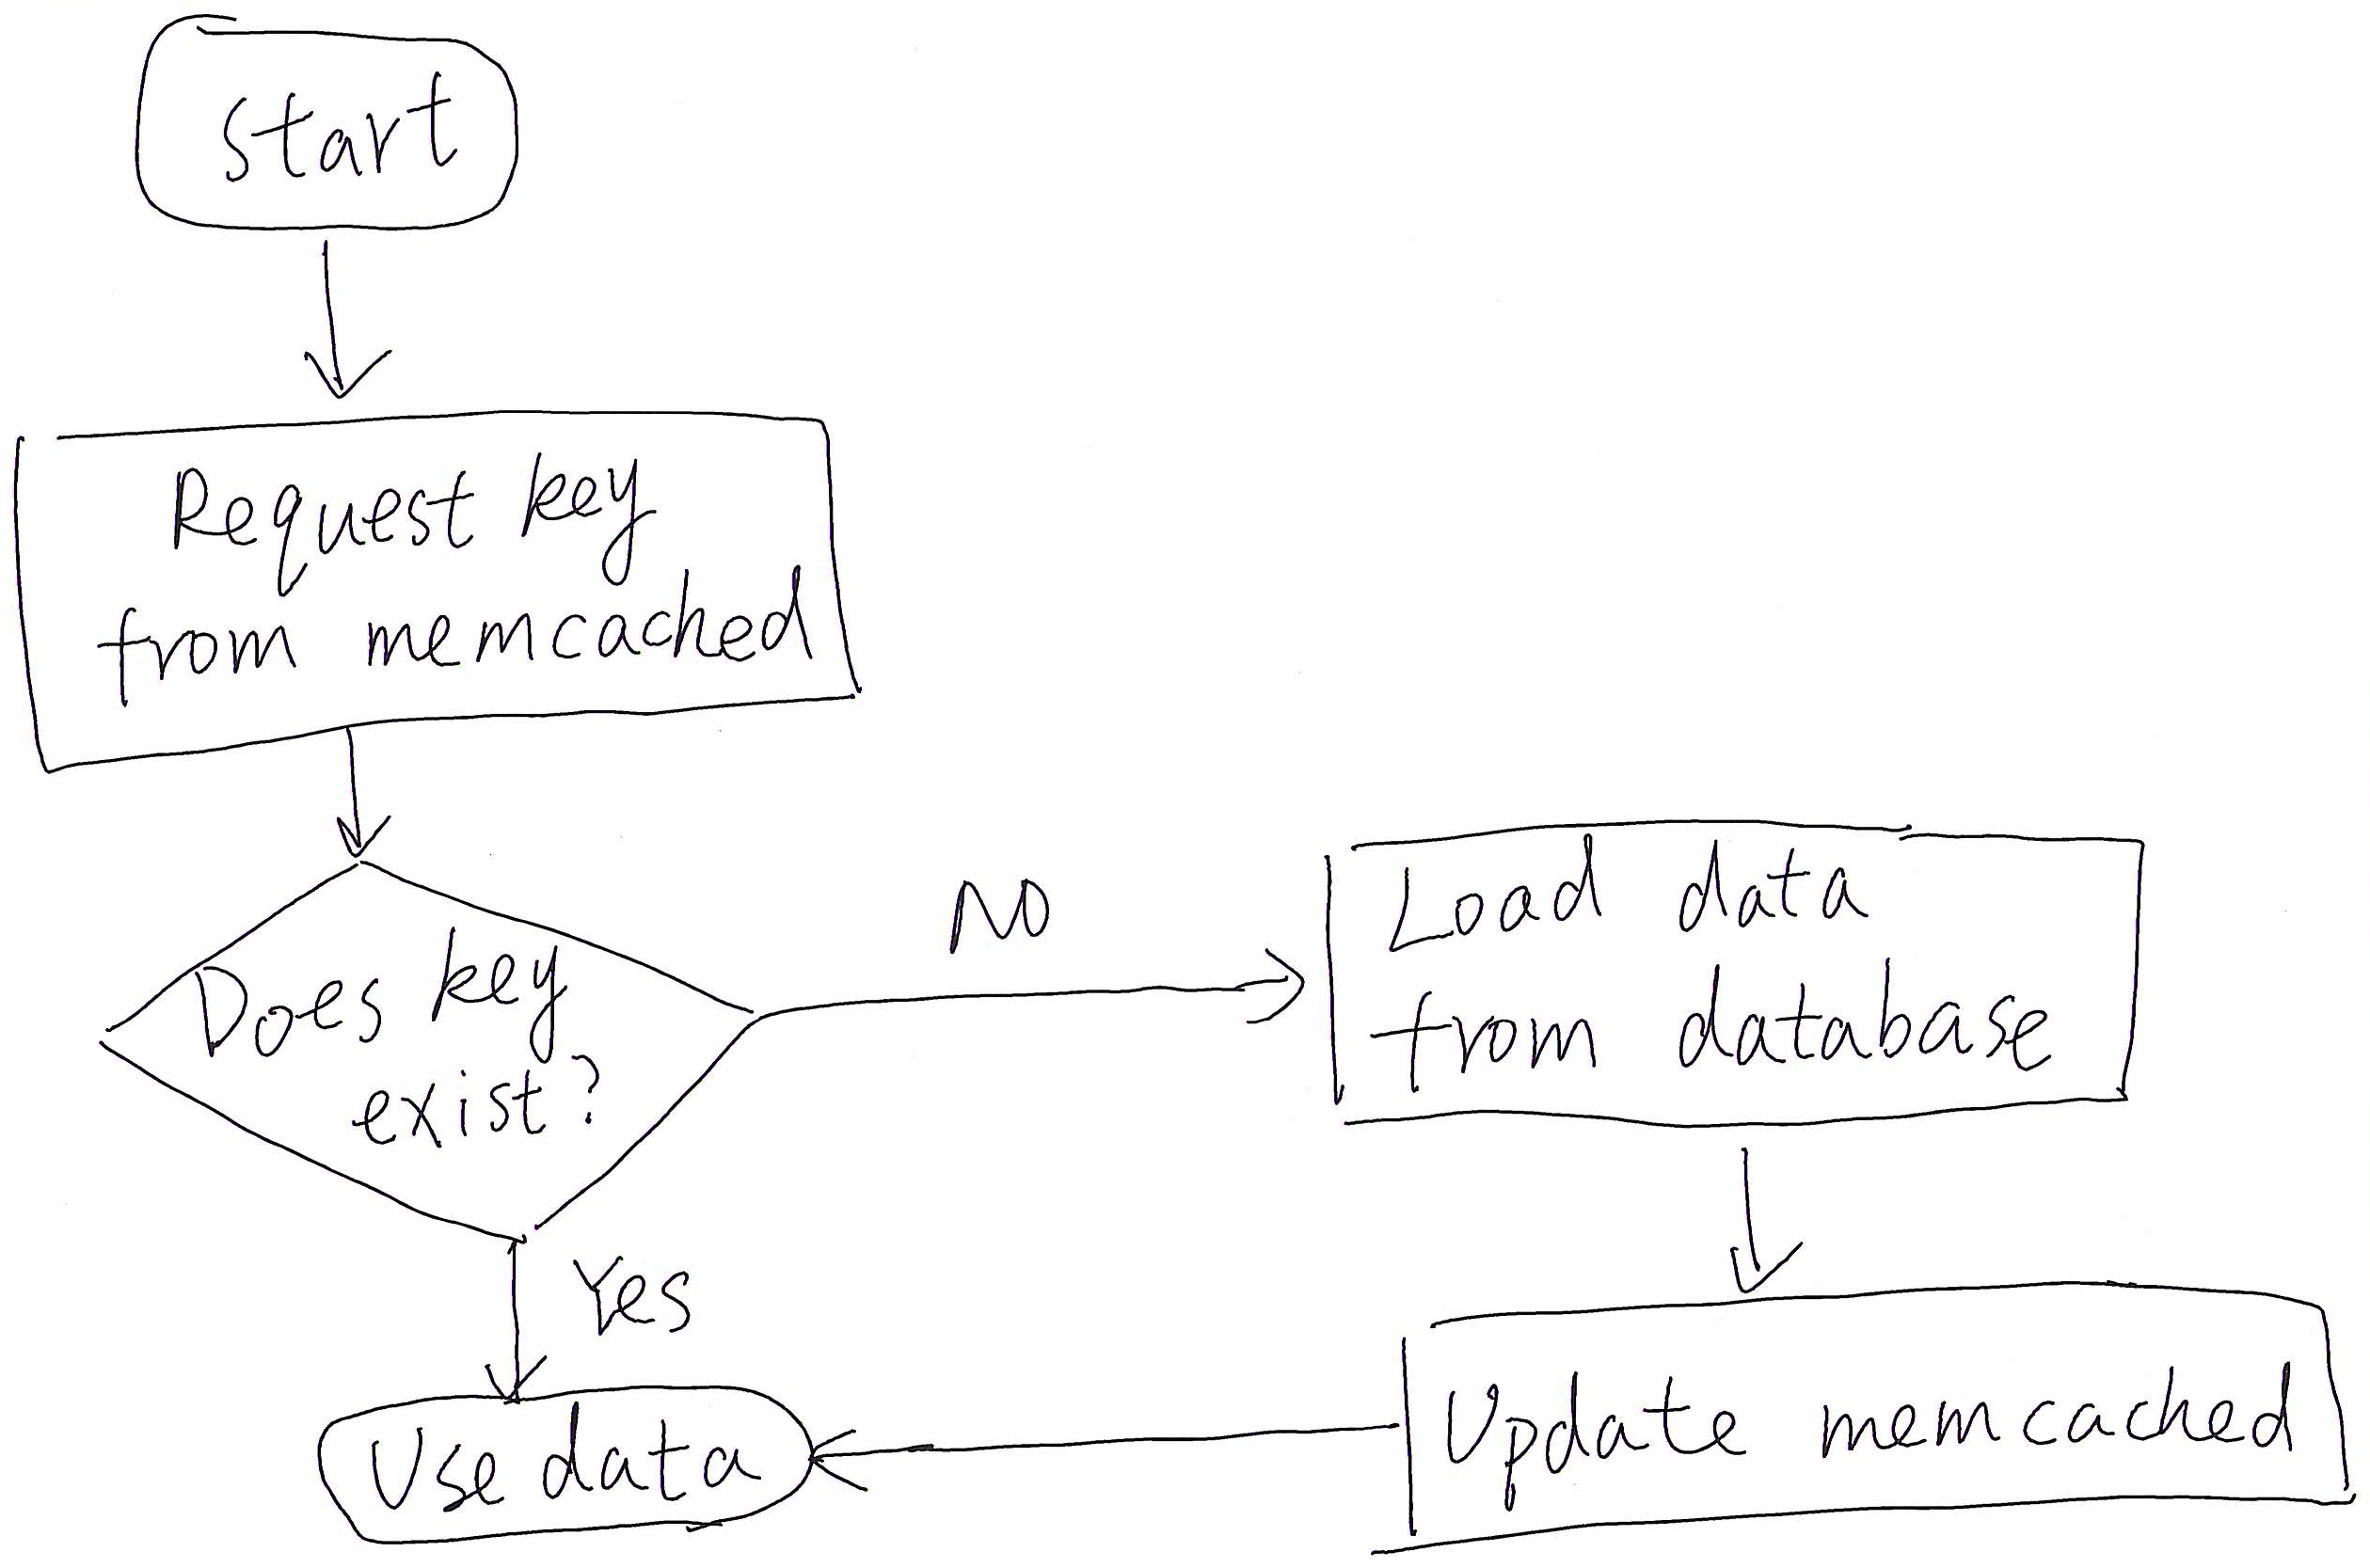 start
Request key
from memcached
Does key
exist?
NO
Load data
from database
Yes
Update memcached
Use data